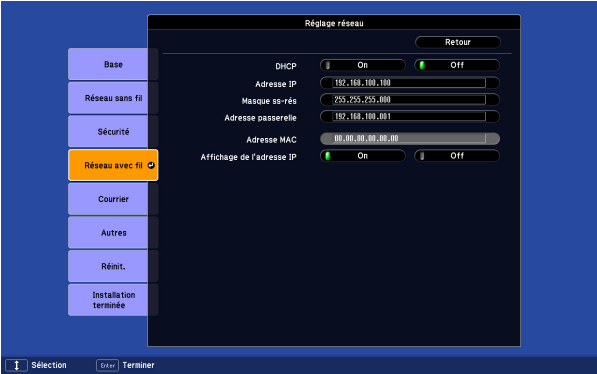 Réglage réseau
Retour
Base
Réseau sans fil
Sécurité
Réseau avec fil
Courrier
Autres
Réinit.
Installation
terminée
DHCP On Off
Adresse IP 192.168.100.100
Masque ss-rés 255.255.255.000
Adresse passerelle 192.168.100.001
Adresse MAC 00.00.00.00.00.00
Affichage de l'adresse IP On Off
Sélection Enter Terminer